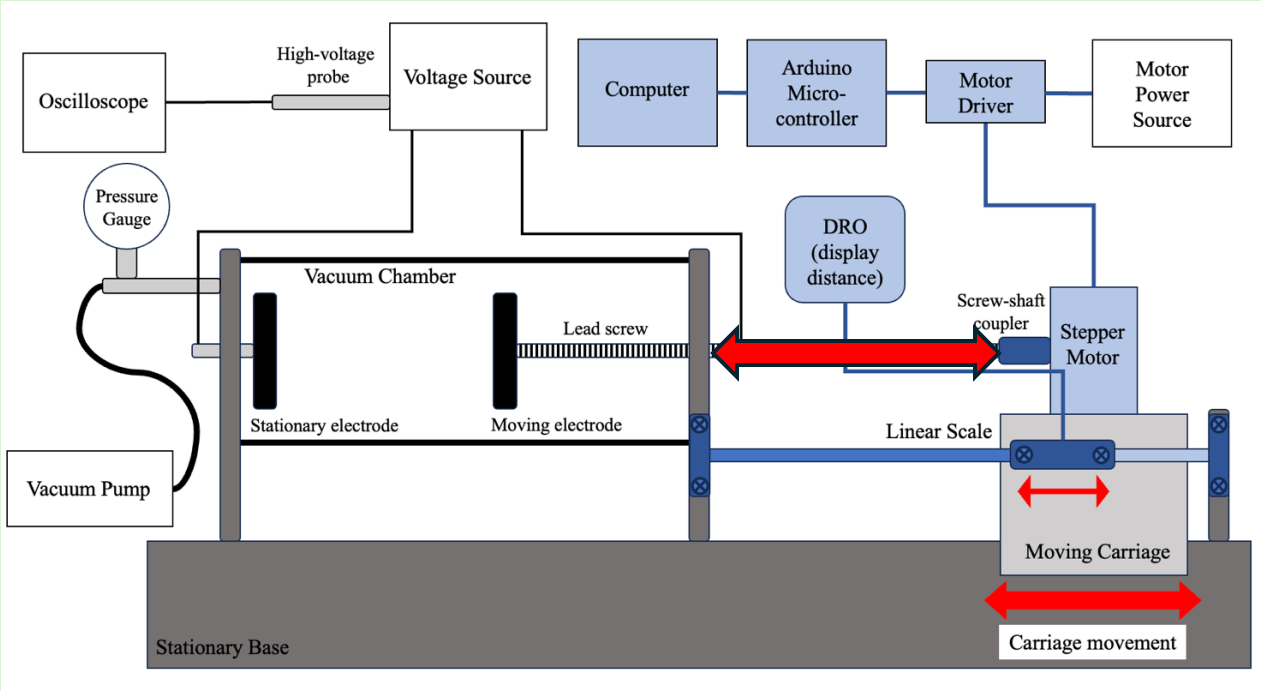 Oscilloscope
High-voltage
probe
Voltage Source
Computer
Arduino
Micro-
controller
Motor
Driver
Motor
Power
Source
Pressure
Gauge
DRO
(display
distance)
Vacuum Chamber
Lead screw
Screw-shaft
coupler
Stepper
Motor
Stationary electrode
Moving electrode
Linear Scale
Vacuum Pump
Moving Carriage
Stationary Base
Carriage movement